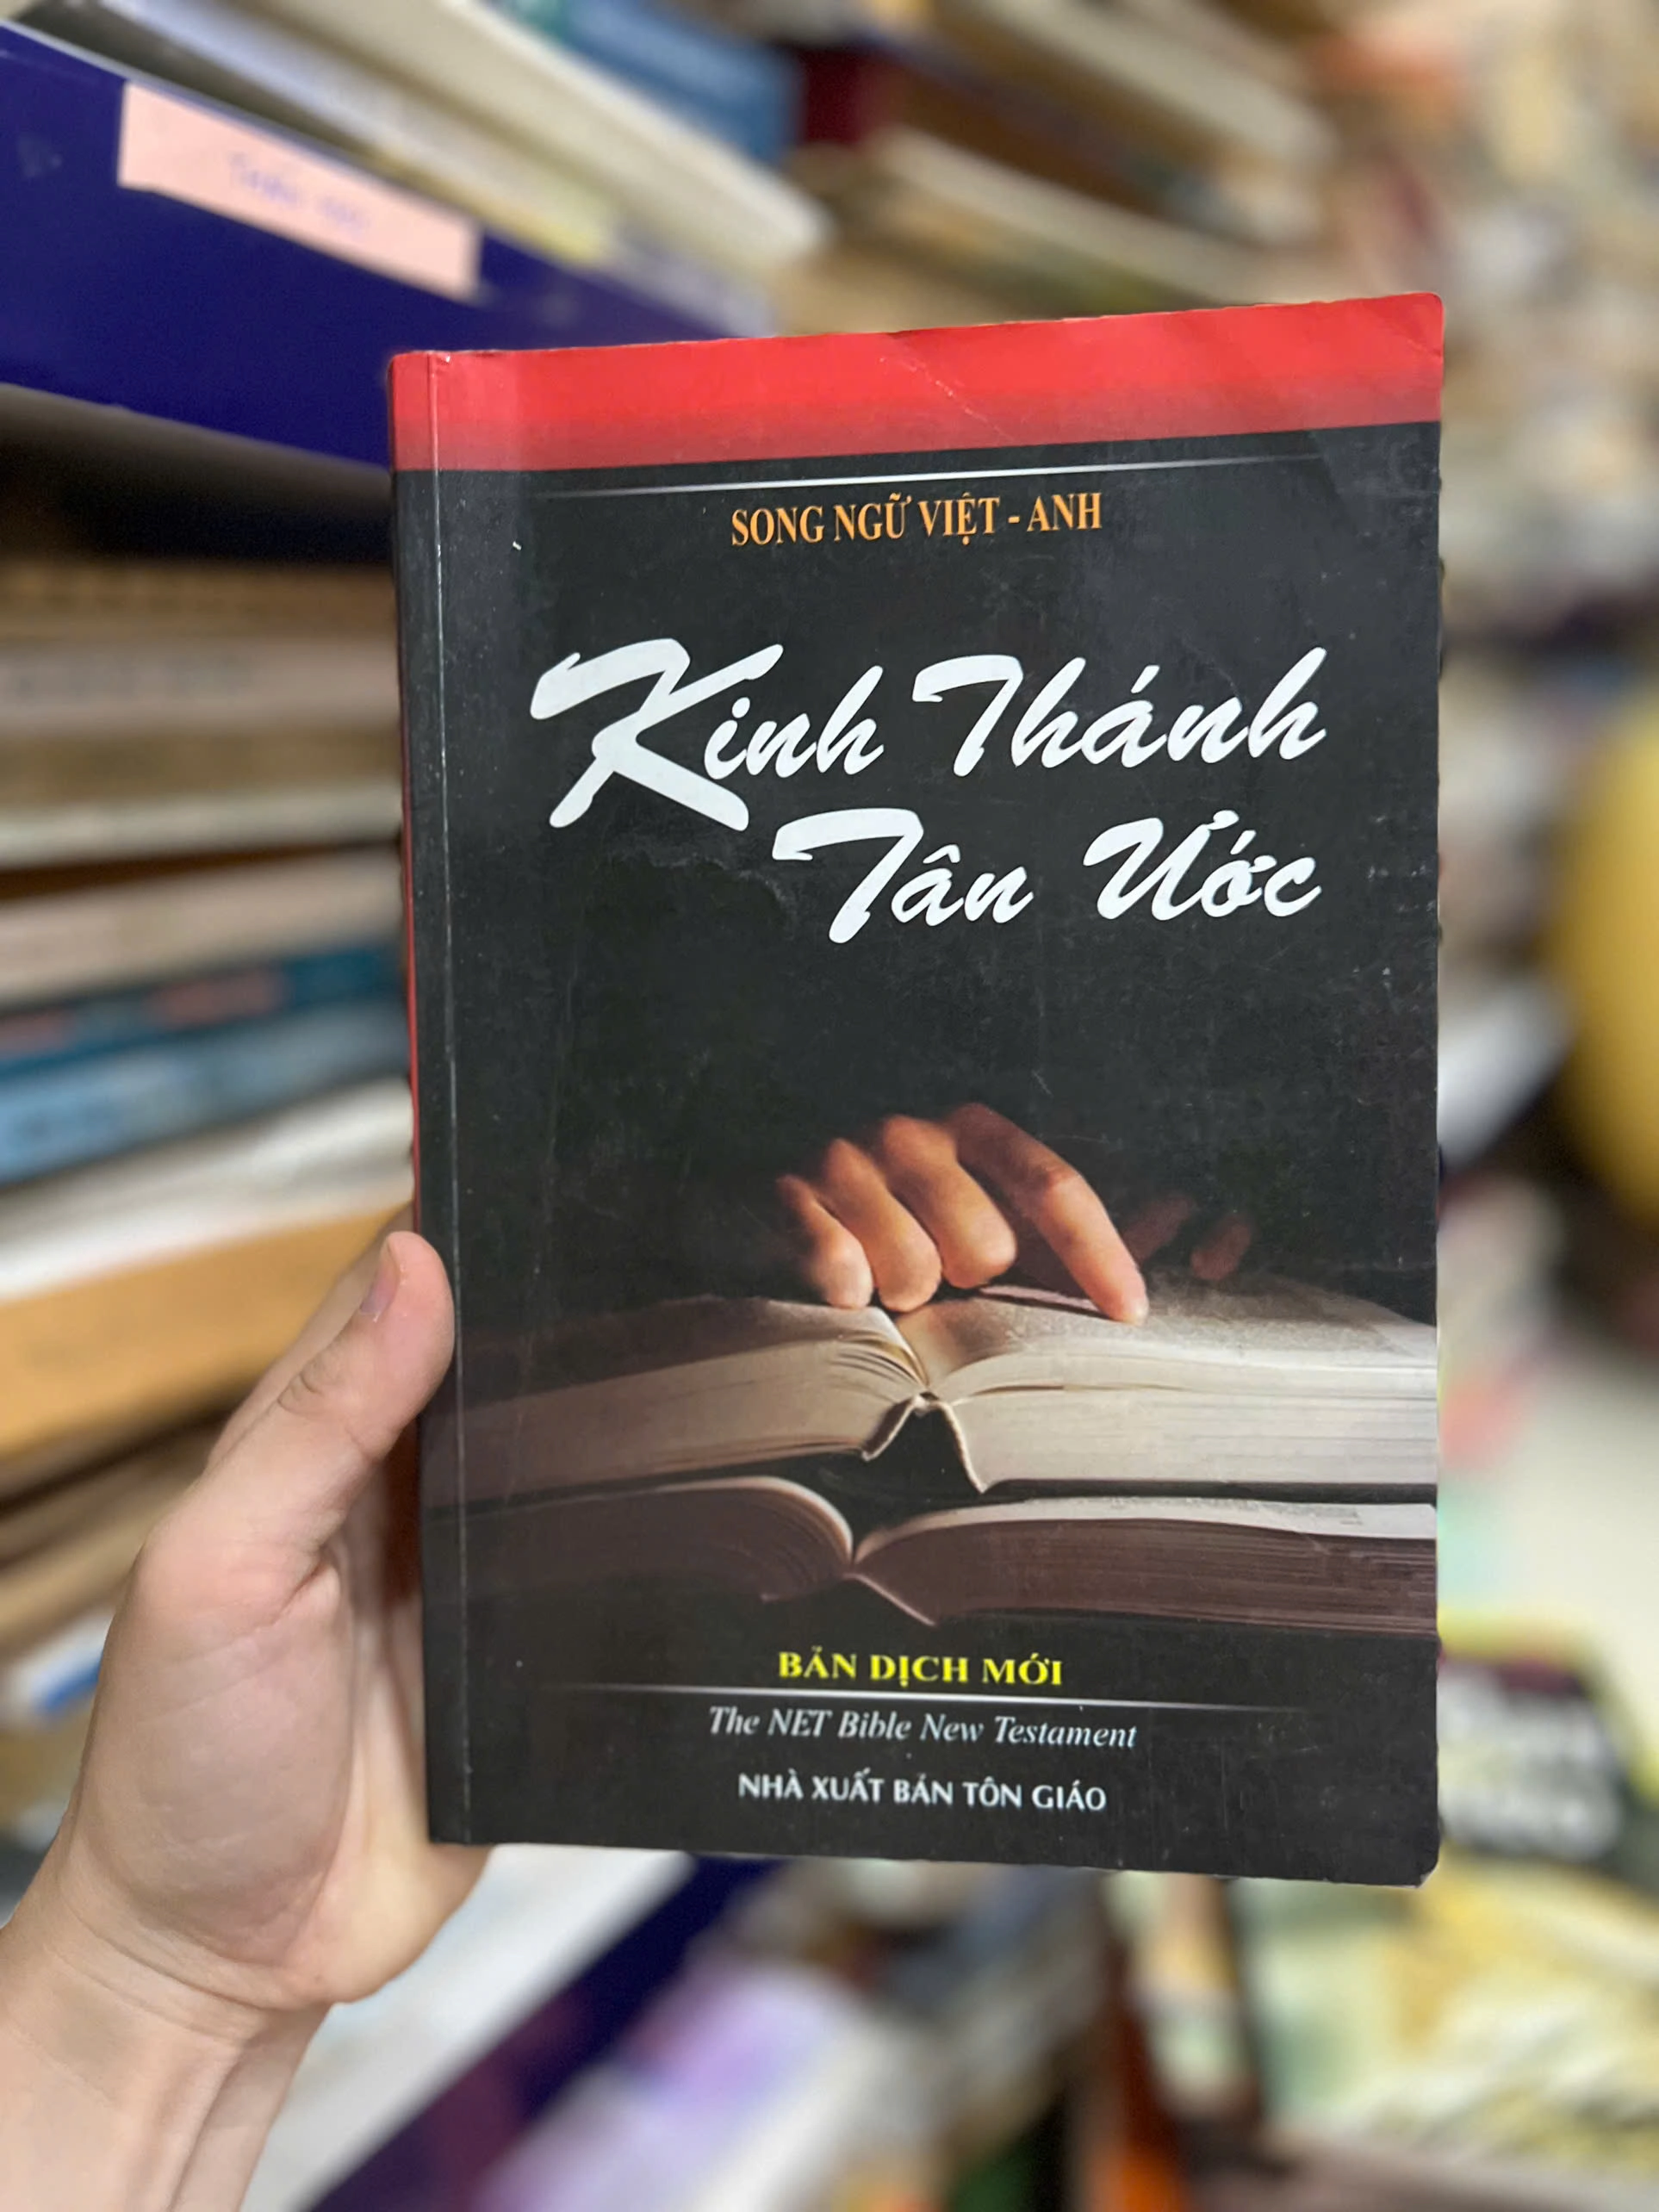 SONG NGỮ VIỆT - ANH
Kinh Thánh
Tân Ước
BẢN DỊCH MỚI
The NET Bible New Testament
NHÀ XUẤT BẢN TÔN GIÁO